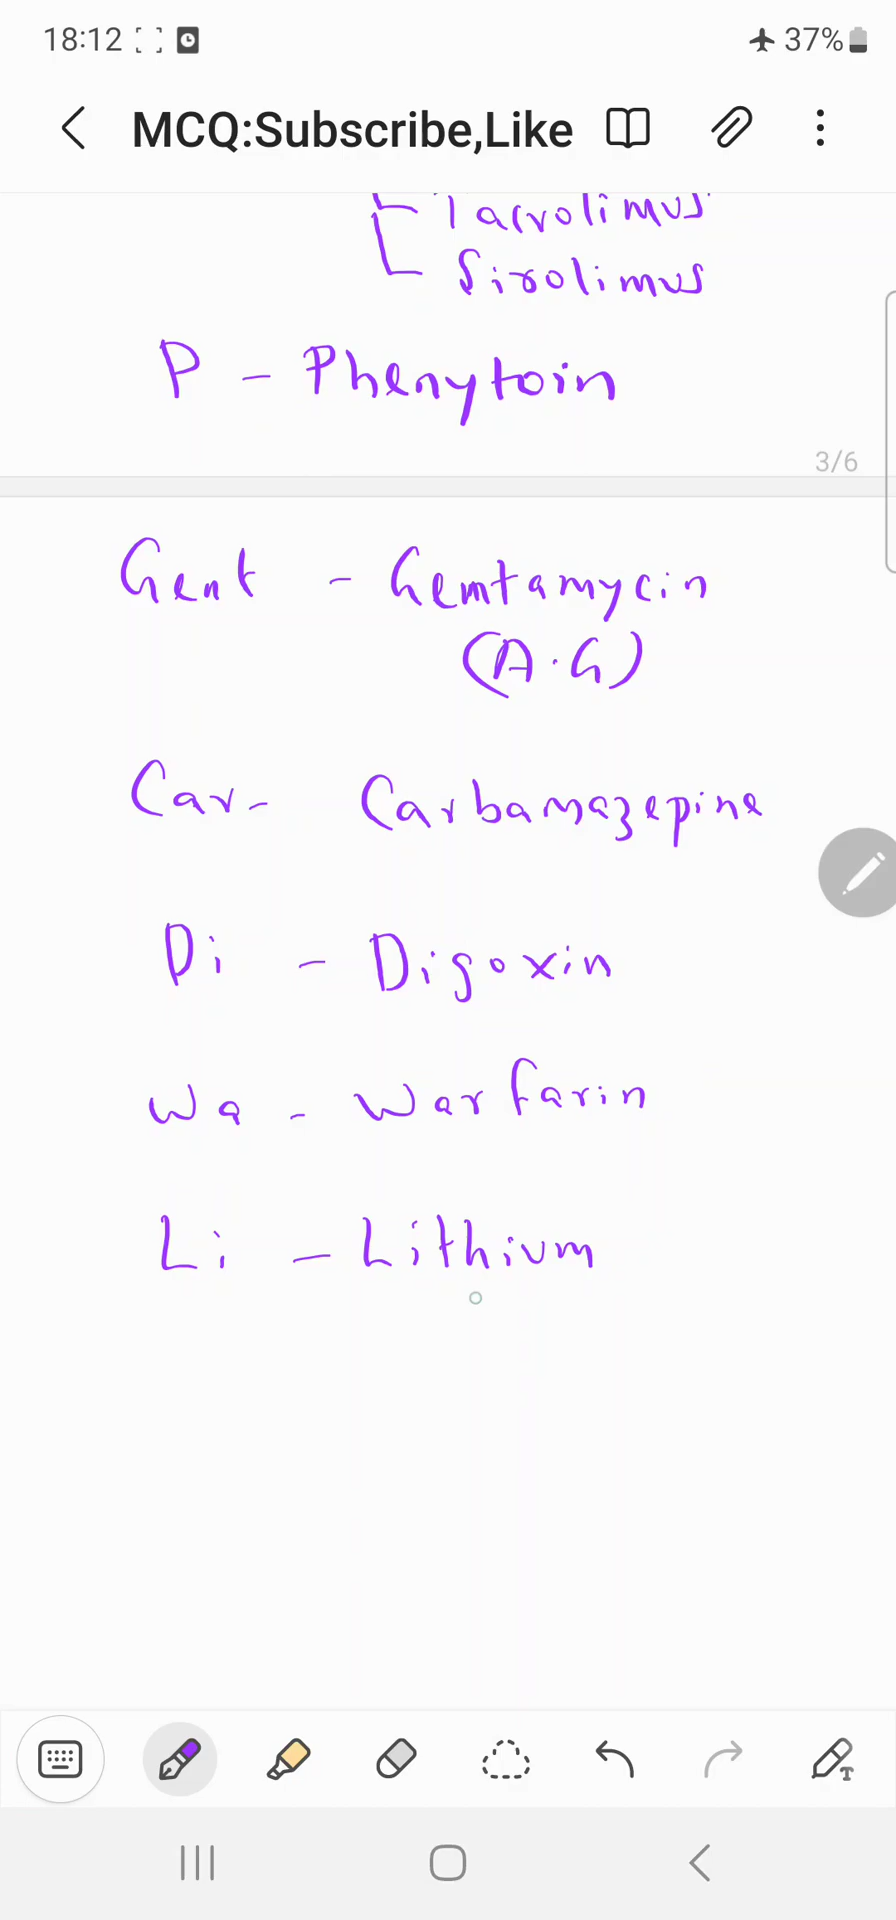 18:12 37%
MCQ:Subscribe,Like
Tacrolimus
Sirolimus
P - Phenytoin
3/6
Gent - Gemtamycin
(A.G)
Car- Carbamazepine
Di - Digoxin
Wa - Warfarin
Li - Lithium
T